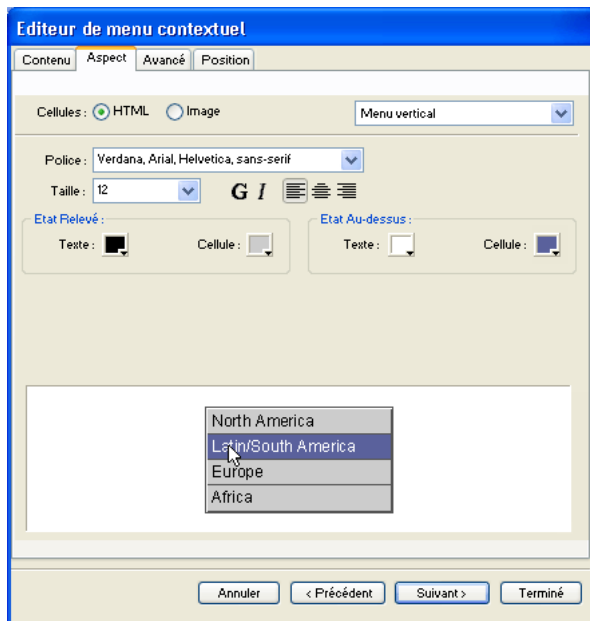 Editeur de menu contextuel
Contenu Aspect Avancé Position
Cellules : HTML Image Menu vertical
Police : Verdana, Arial, Helvetica, sans-serif
Taille : 12 G I
Etat Relevé : Etat Au-dessus :
Texte : Cellule : Texte : Cellule :
North America
Latin/South America
Europe
Africa
Annuler < Précédent Suivant > Terminé